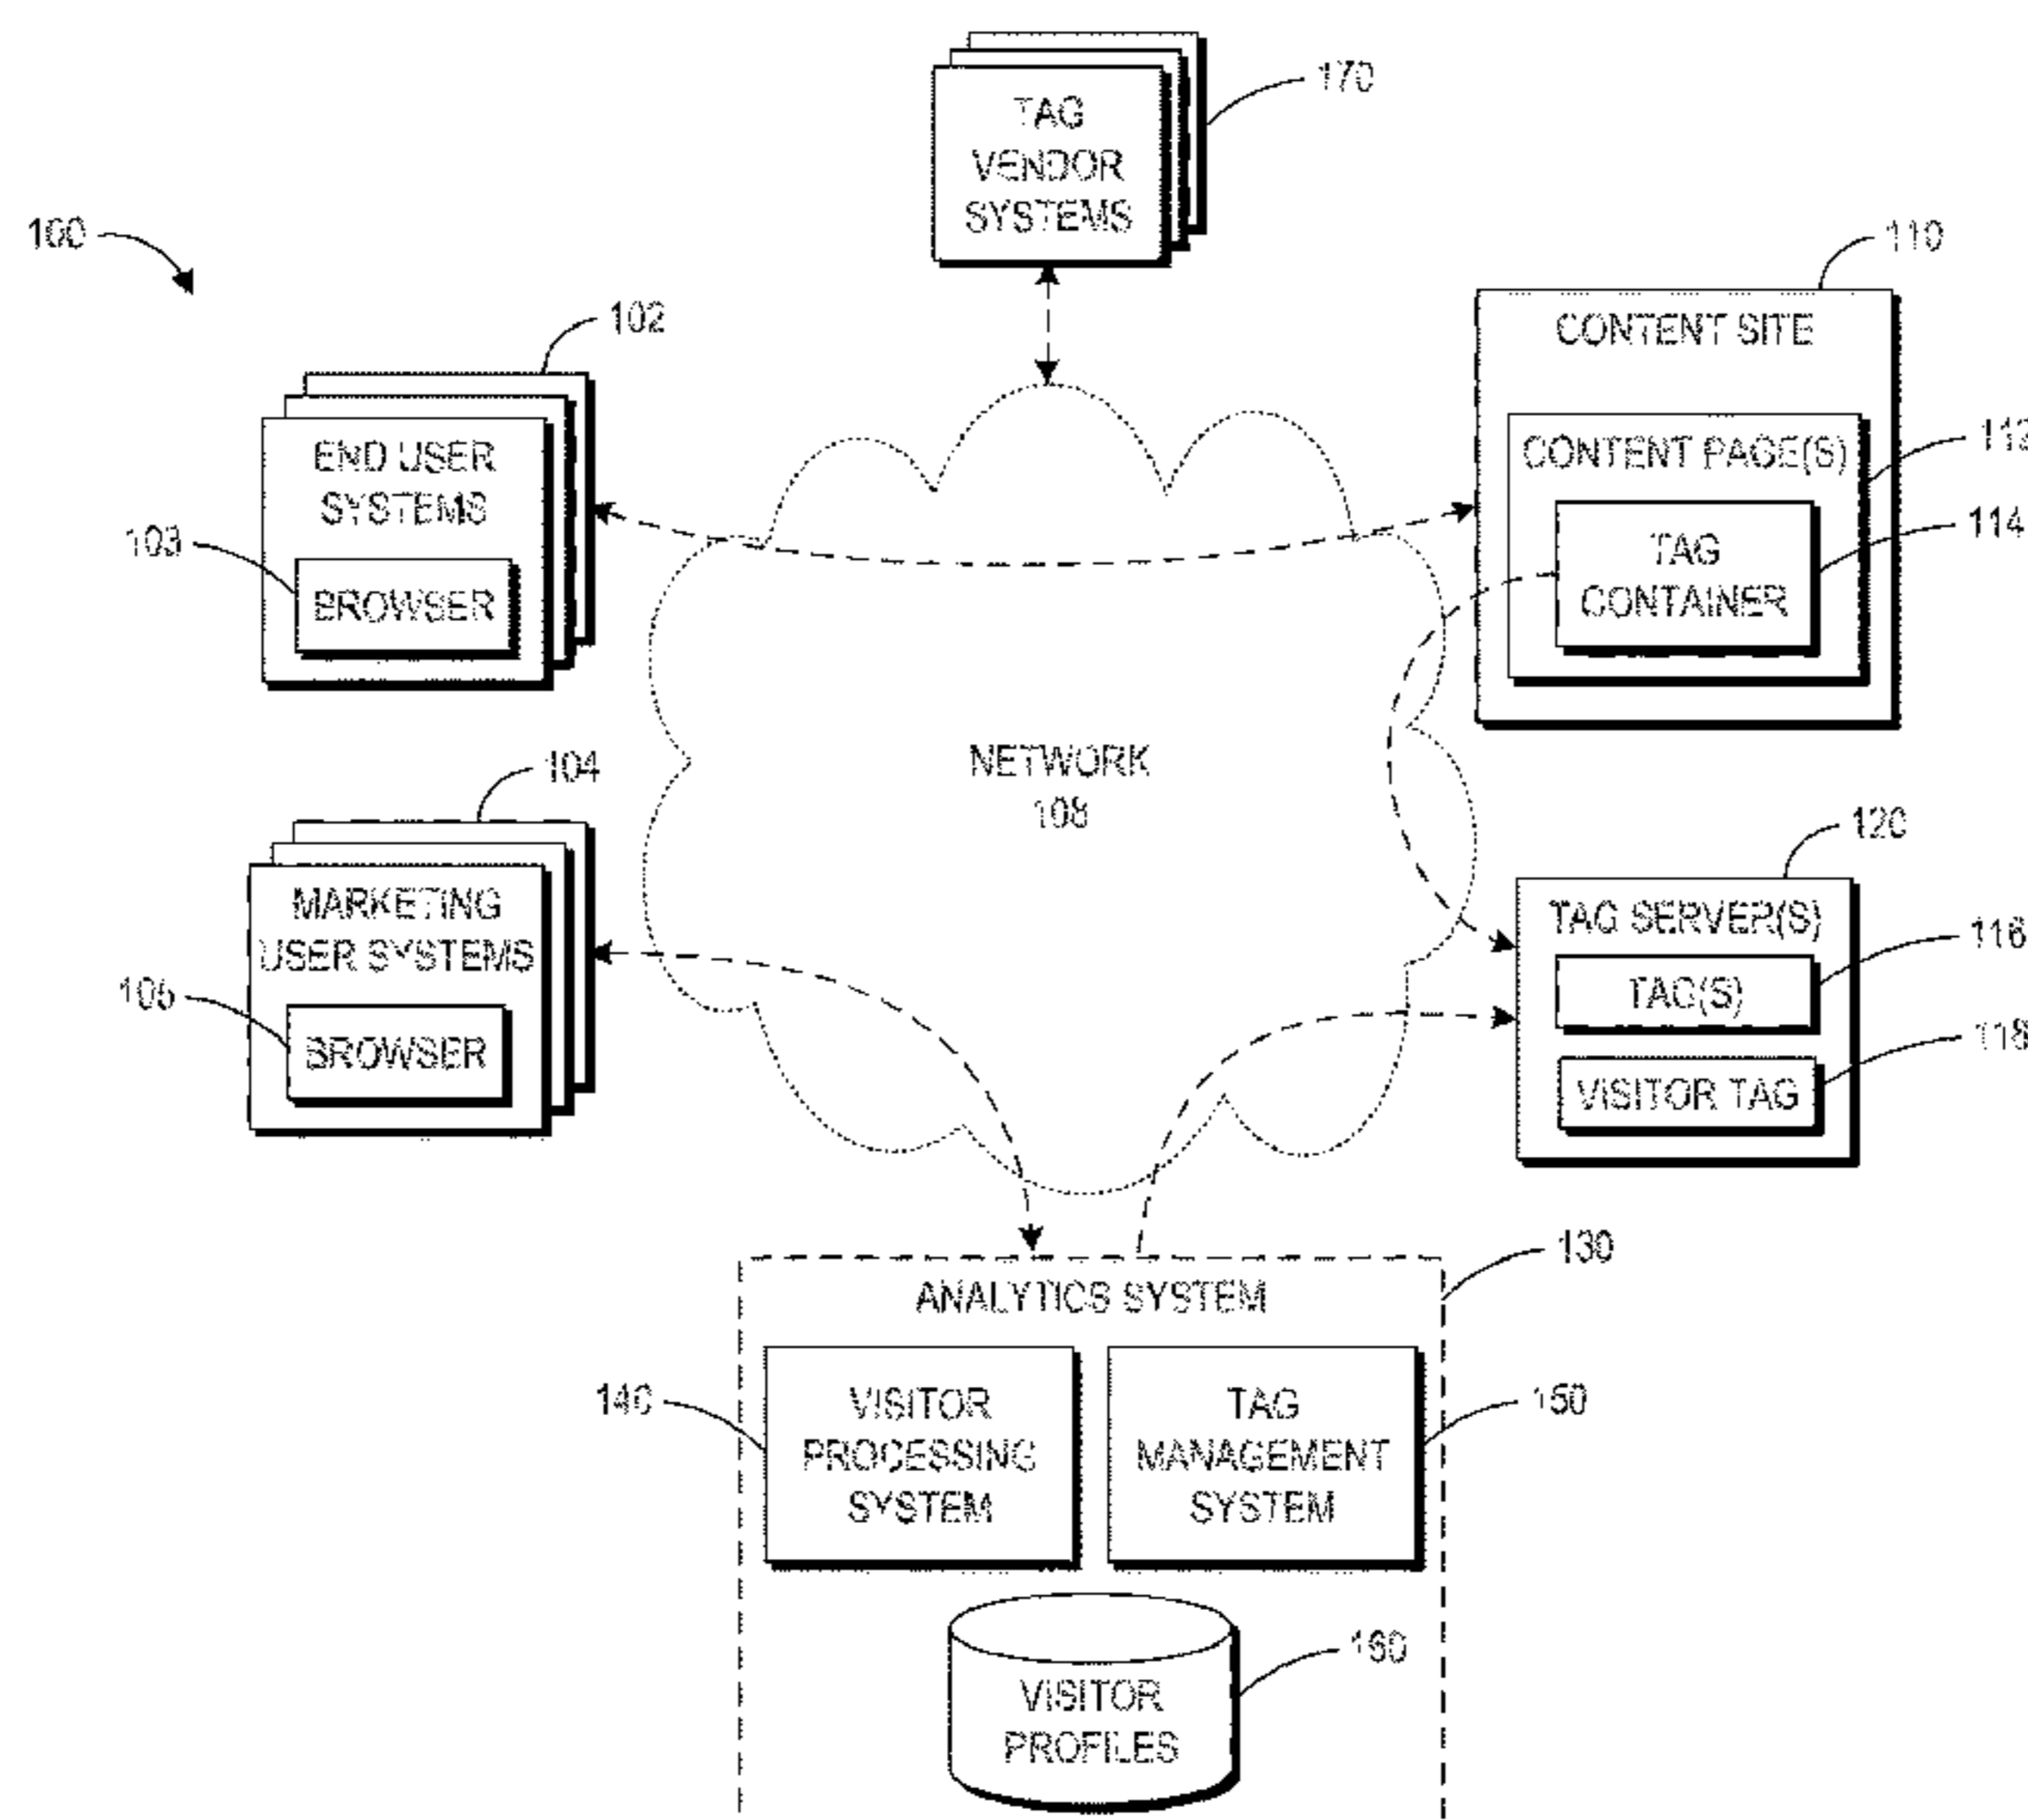 170
TAG
VENDOR
SYSTEMS
100
110
CONTENT SITE
102
END USER
SYSTEMS
CONTENT PAGE(S)
103
BROWSER
114
TAG
CONTAINER
NETWORK
108
104
MARKETING
USER SYSTEMS
105
BROWSER
120
TAG SERVER(S)
116
TAG(S)
118
VISITOR TAG
130
ANALYTICS SYSTEM
140
VISITOR
PROCESSING
SYSTEM
150
TAG
MANAGEMENT
SYSTEM
160
VISITOR
PROFILES